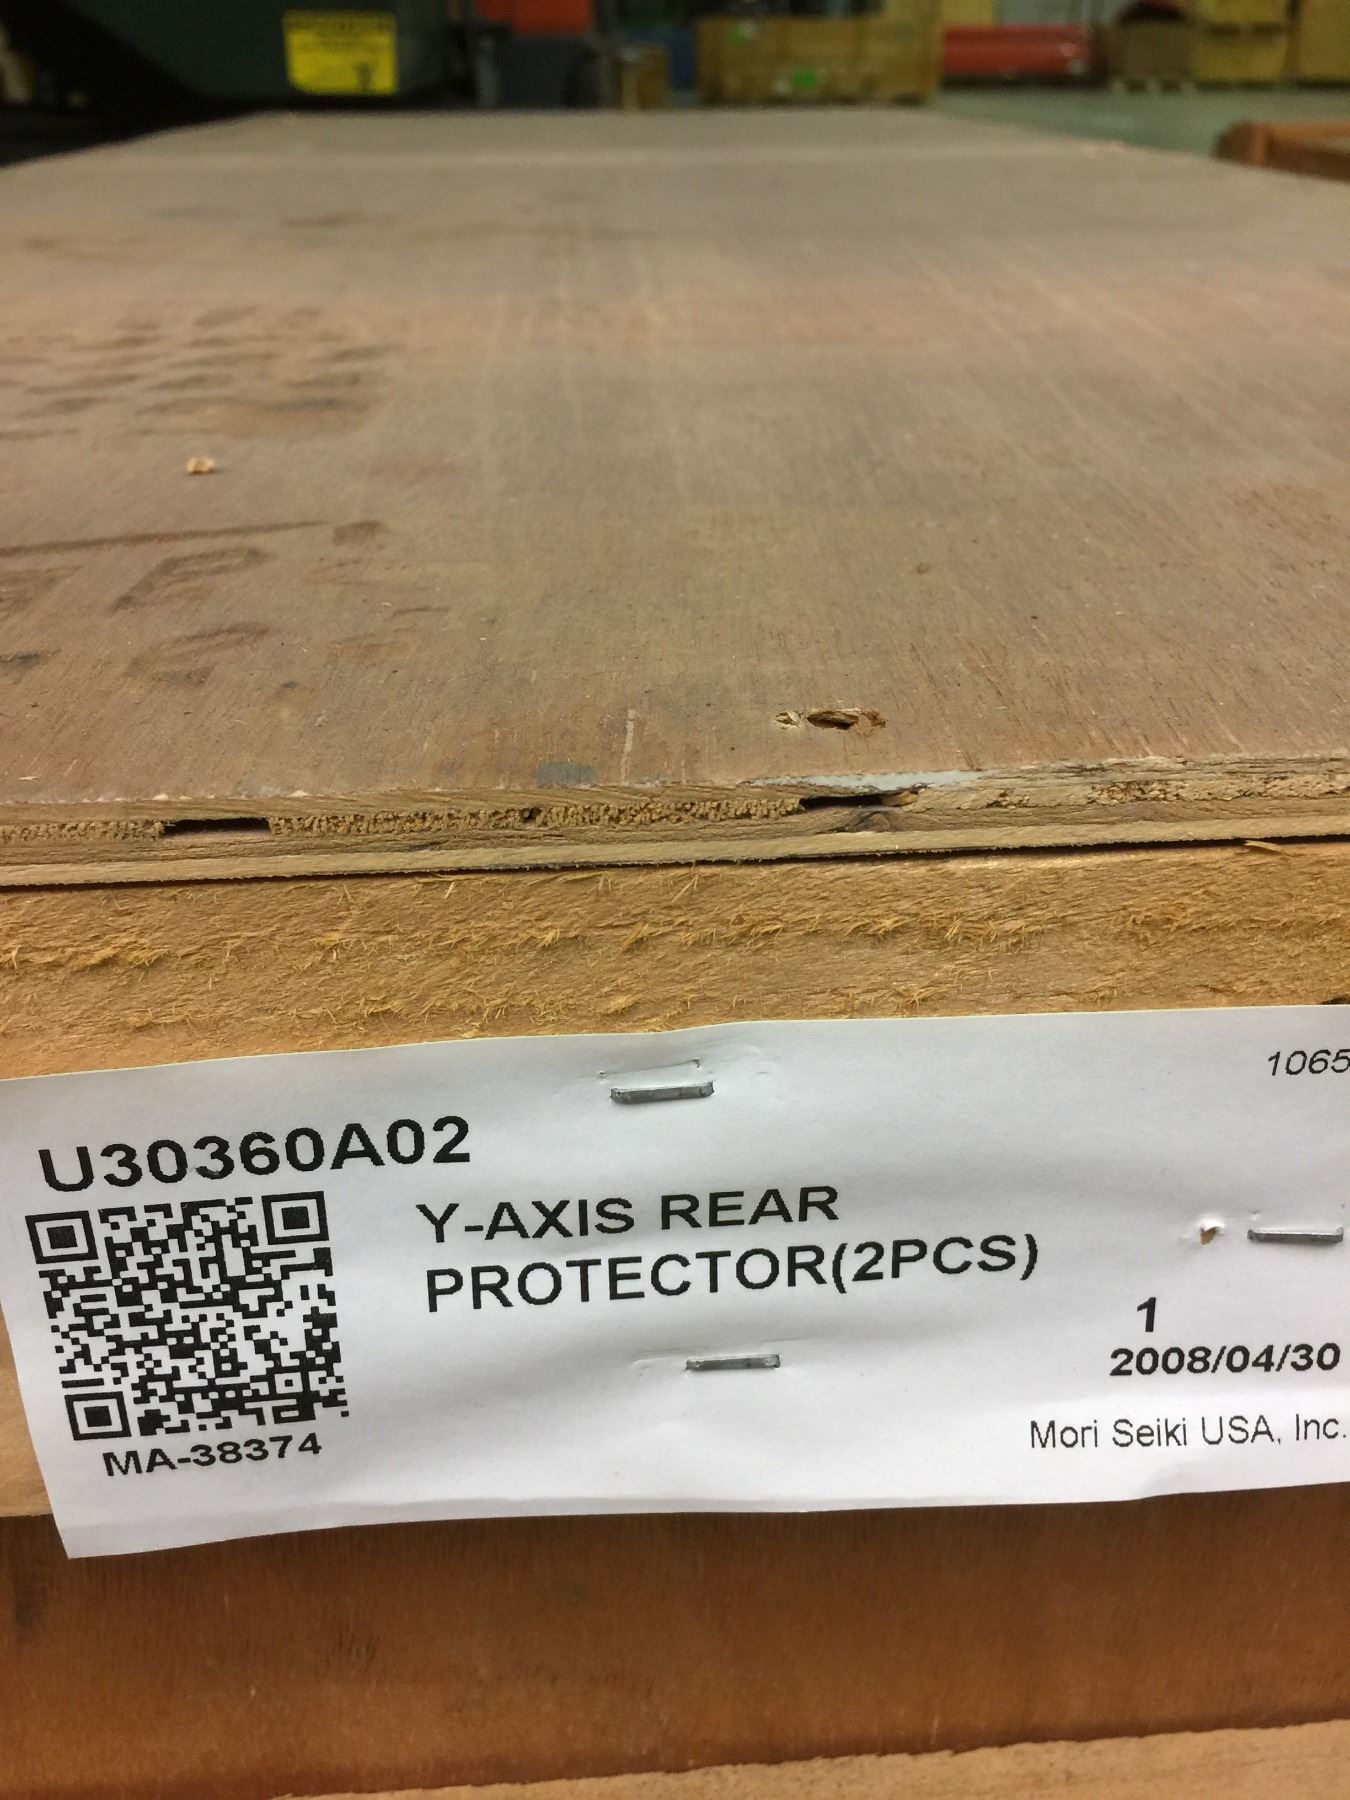 1065
U30360A02
Y-AXIS REAR
PROTECTOR(2PCS)
1
2008/04/30
MA-38374
Mori Seiki USA, Inc.